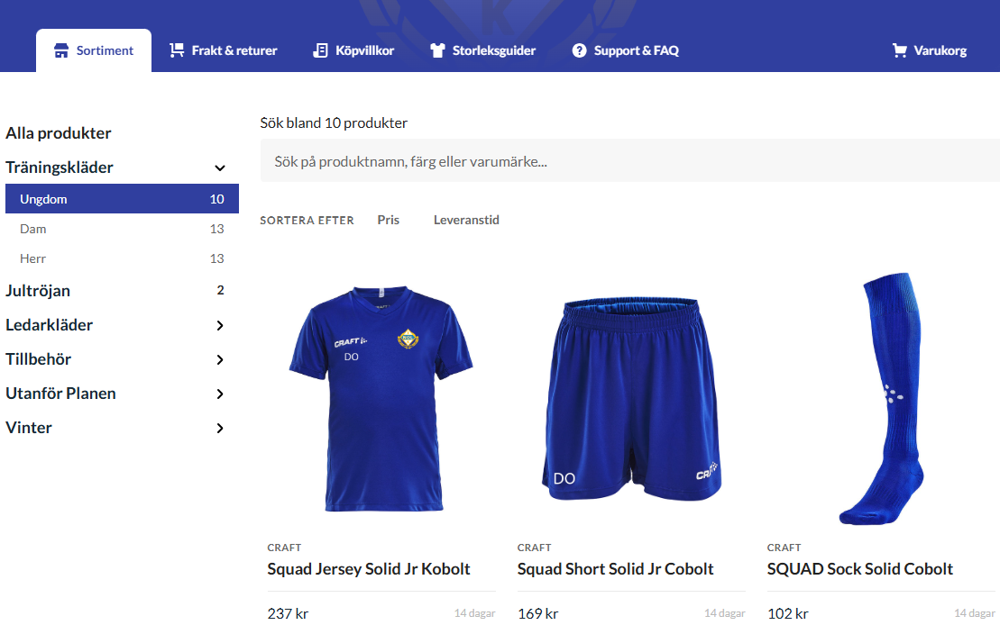 Sortiment
Frakt & returer
Köpvillkor
Storleksguider
Support & FAQ
Varukorg
Alla produkter
Träningskläder
Ungdom 10
Dam 13
Herr 13
Jultröjan 2
Ledarkläder
Tillbehör
Utanför Planen
Vinter
Sök bland 10 produkter
Sök på produktnamn, färg eller varumärke...
SORTERA EFTER Pris Leveranstid
CRAFT
DO
DO
CRAFT
Squad Jersey Solid Jr Kobolt
237 kr 14 dagar
CRAFT
Squad Short Solid Jr Cobolt
169 kr 14 dagar
CRAFT
SQUAD Sock Solid Cobolt
102 kr 14 dagar